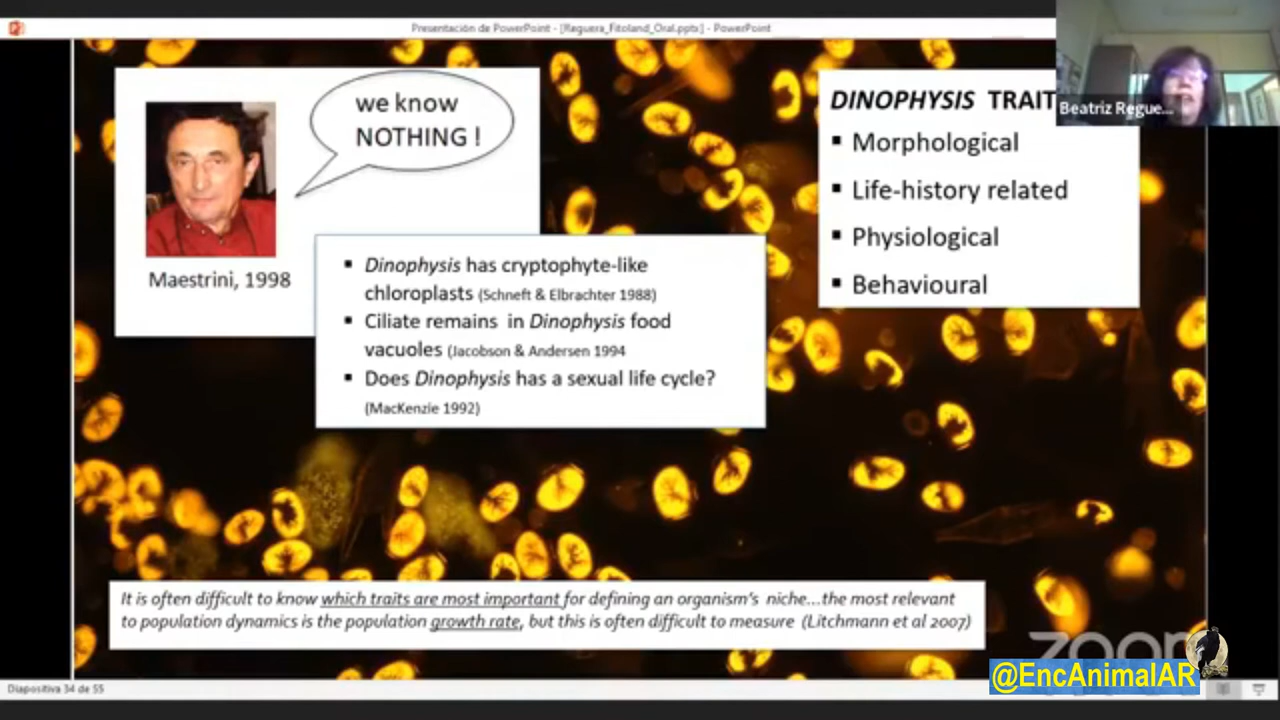 Presentación de PowerPoint - [Reguera_Fitoland_Oral.pptx] - PowerPoint
we know
NOTHING !
Maestrini, 1998
DINOPHYSIS TRAIT
Beatriz Regue...
▪ Morphological
▪ Life-history related
▪ Physiological
▪ Behavioural
▪ Dinophysis has cryptophyte-like
chloroplasts (Schneft & Elbrachter 1988)
▪ Ciliate remains in Dinophysis food
vacuoles (Jacobson & Andersen 1994
▪ Does Dinophysis has a sexual life cycle?
(MacKenzie 1992)
It is often difficult to know which traits are most important for defining an organism's niche...the most relevant
to population dynamics is the population growth rate, but this is often difficult to measure (Litchmann et al 2007)
zoom
@EncAnimalAR
Diapositiva 34 de 55